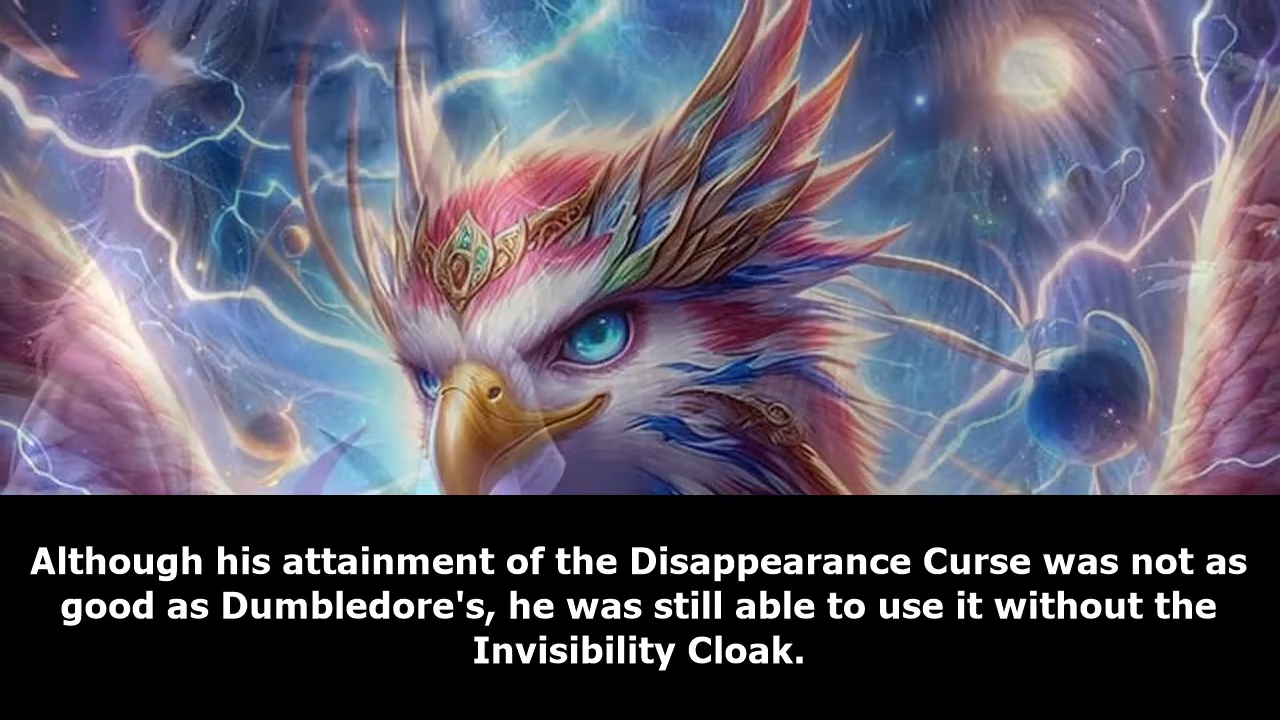 Although his attainment of the Disappearance Curse was not as
good as Dumbledore's, he was still able to use it without the
Invisibility Cloak.